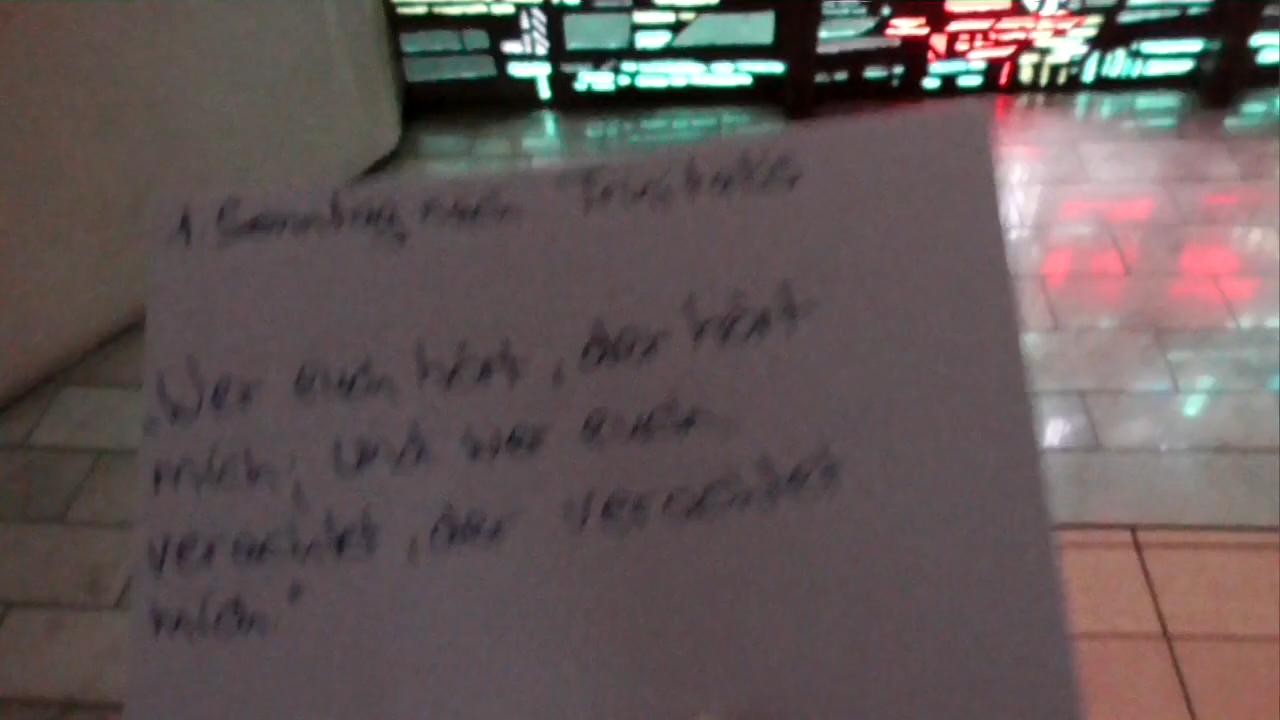 1 Sonntag nach Trinitatis
„Wer euch hört, der hört
mich; und wer euch
verachtet, der verachtet
mich."